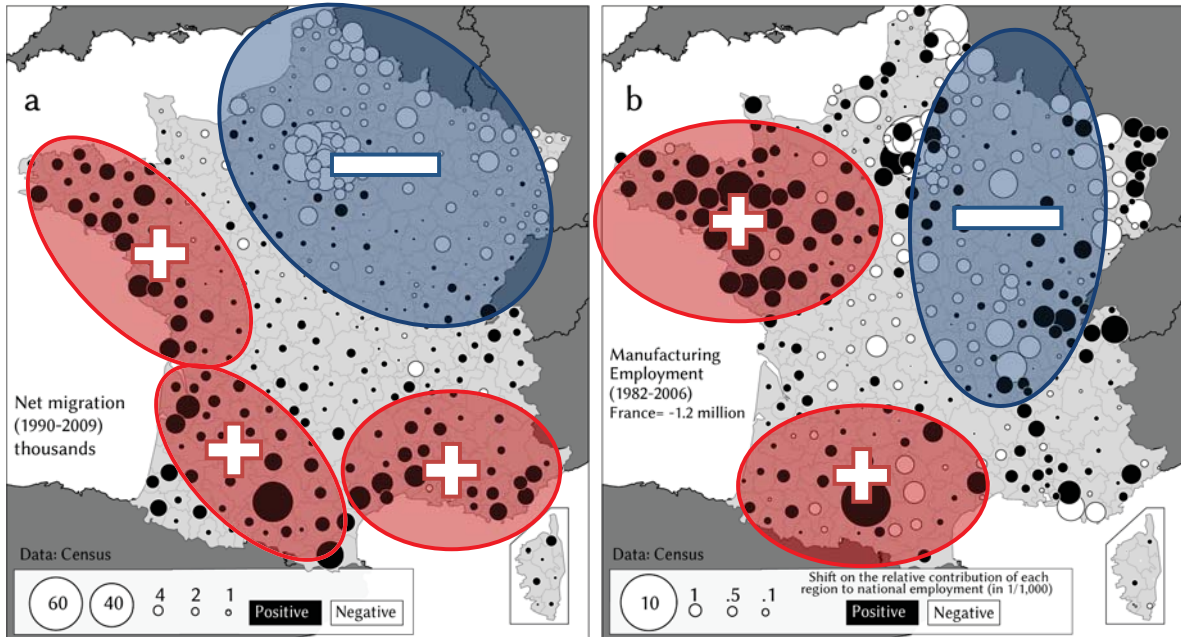 a
Net migration
(1990-2009)
thousands
Data: Census
60 40 4 2 1 Positive Negative
b
Manufacturing
Employment
(1982-2006)
France= -1.2 million
Data: Census
Shift on the relative contribution of each
region to national employment (in 1/1,000)
10 1 .5 .1 Positive Negative